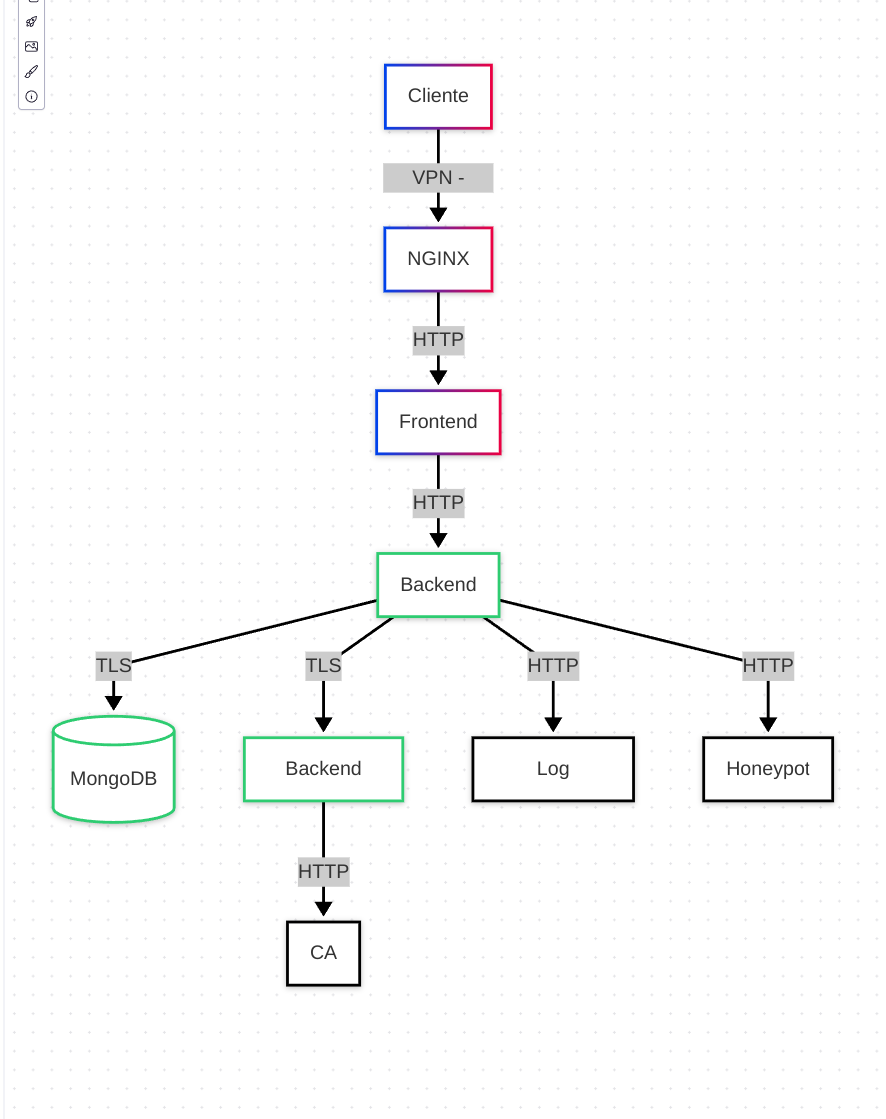 Cliente
VPN -
NGINX
HTTP
Frontend
HTTP
Backend
TLS
TLS
HTTP
HTTP
MongoDB
Backend
Log
Honeypot
HTTP
CA